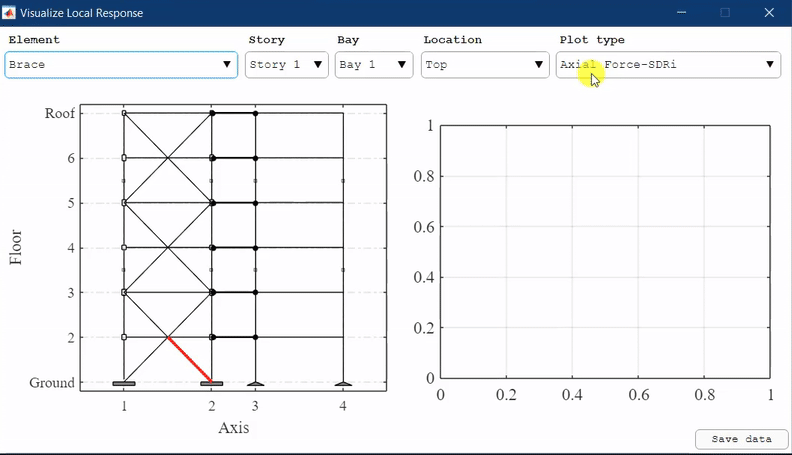 Visualize Local Response
Element Story Bay Location Plot type
Brace Story 1 Bay 1 Top Axial Force-SDRi
Roof
6
5
4
3
2
Ground
Floor
1 2 3 4
Axis
1
0.8
0.6
0.4
0.2
0
0 0.2 0.4 0.6 0.8 1
Save data